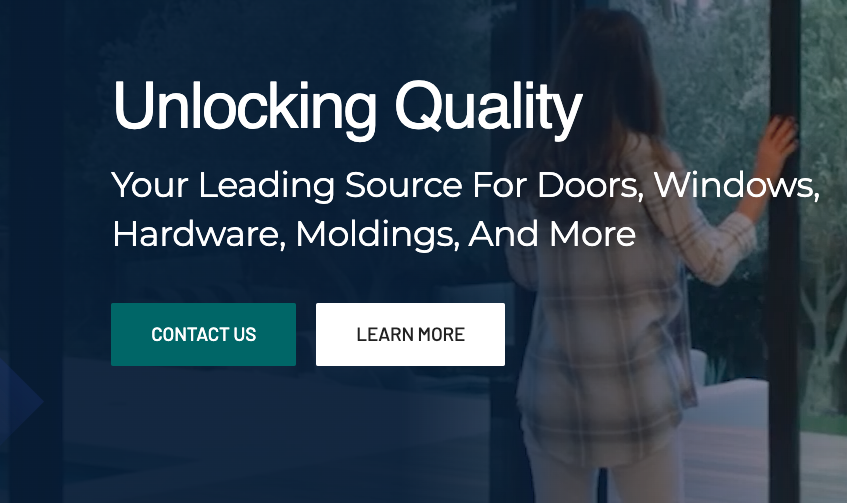 Unlocking Quality
Your Leading Source For Doors, Windows,
Hardware, Moldings, And More
CONTACT US
LEARN MORE